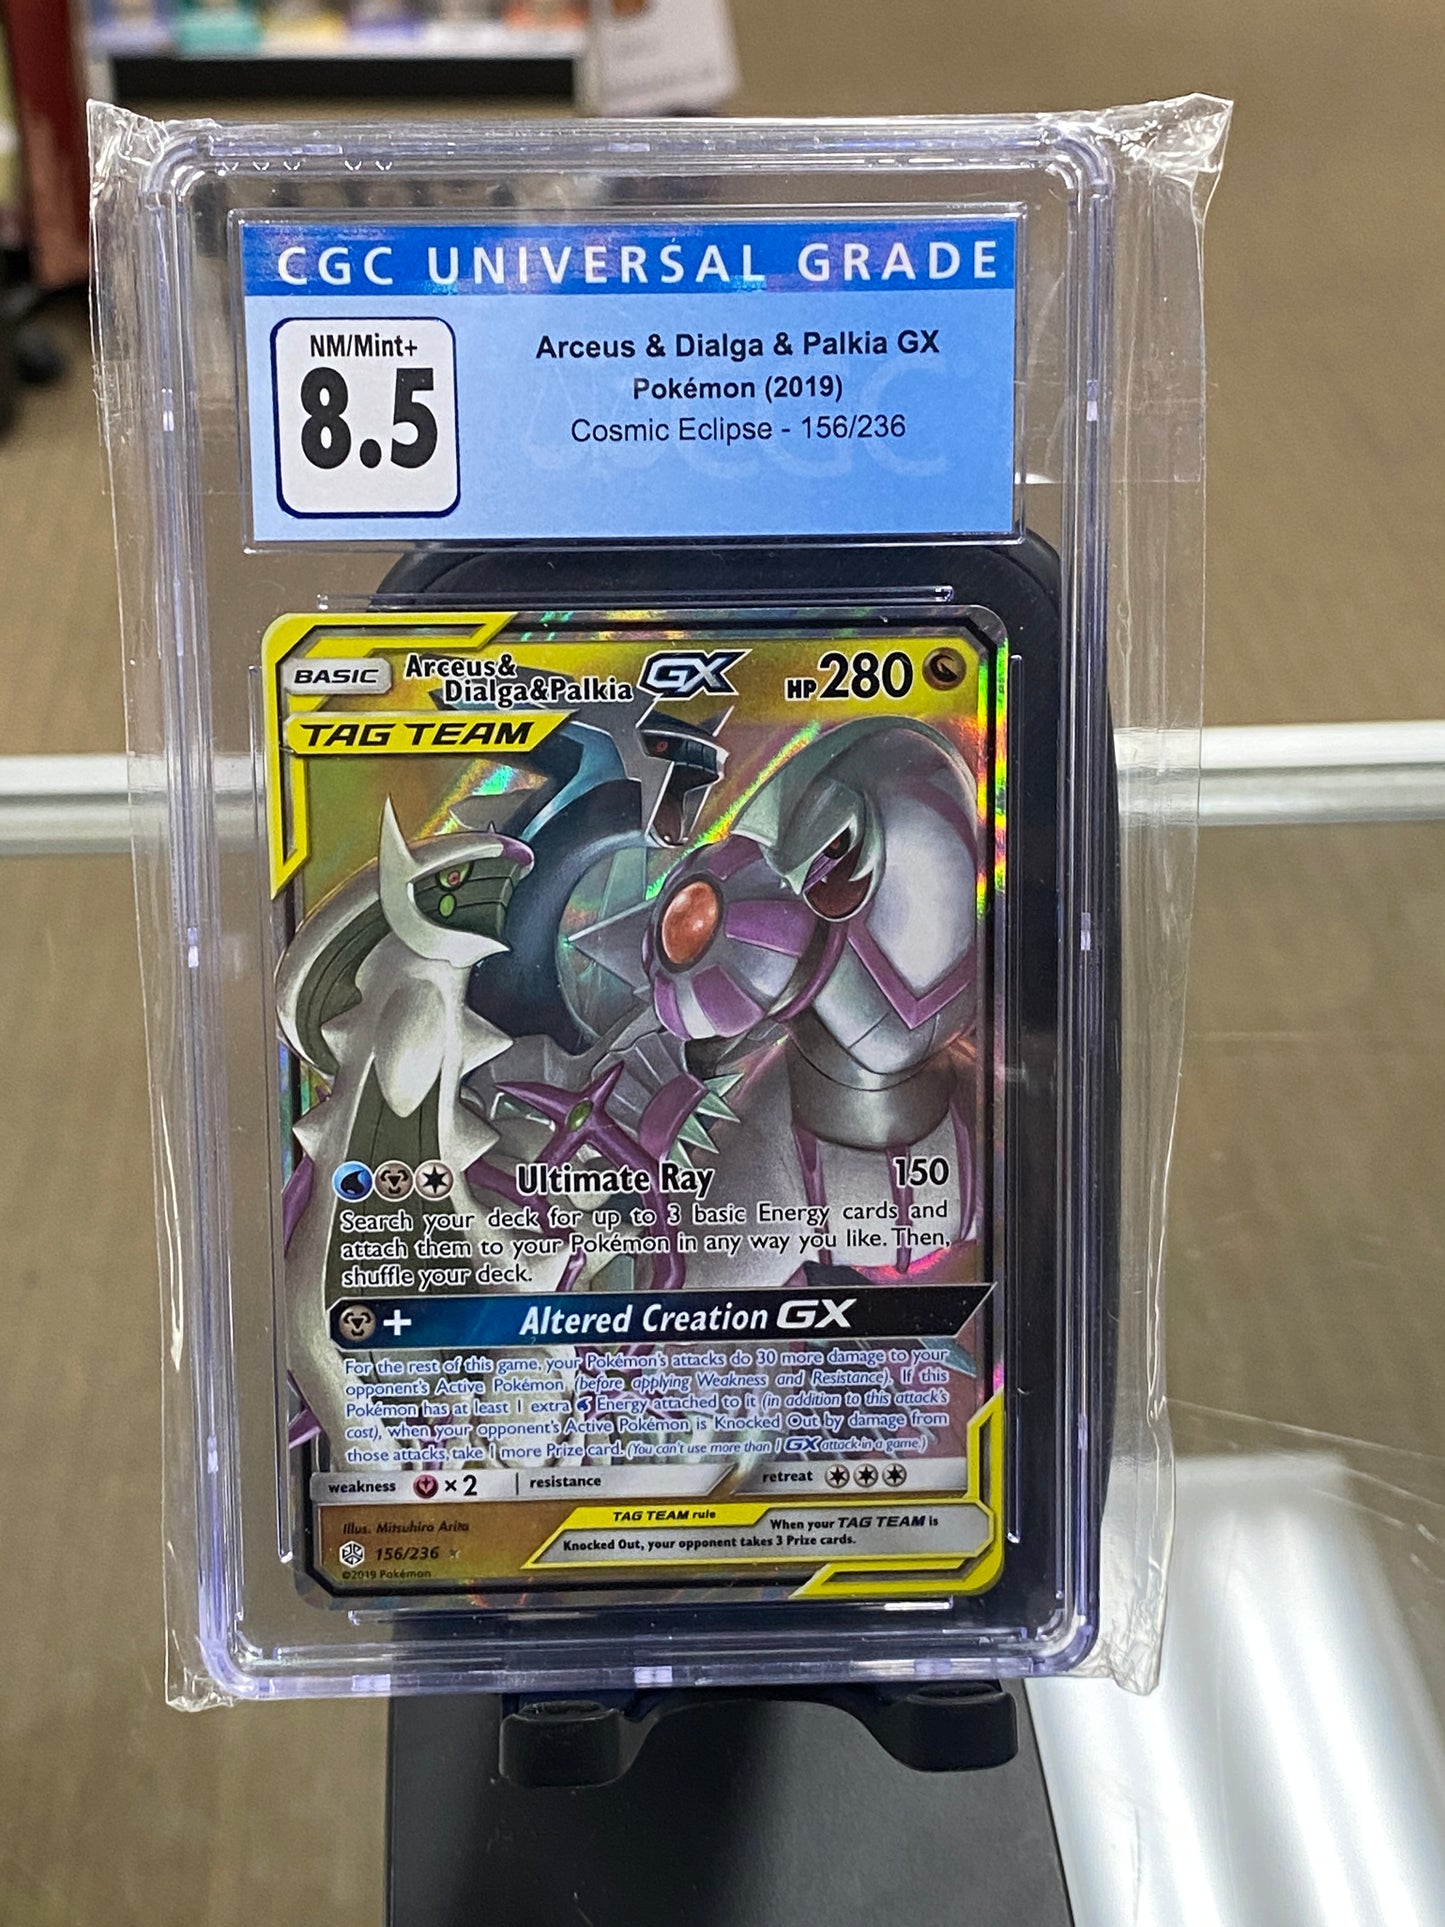 CGC UNIVERSAL GRADE
NM/Mint+
8.5
Arceus & Dialga & Palkia GX
Pokémon (2019)
Cosmic Eclipse - 156/236
CGC
BASIC Arceus& GX HP 280
Dialga&Palkia
TAG TEAM
Ultimate Ray 150
Search your deck for up to 3 basic Energy cards and
attach them to your Pokémon in any way you like. Then,
shuffle your deck.
+ Altered Creation GX
For the rest of this game, your Pokémon's attacks do 30 more damage to your
opponent's Active Pokémon (before applying Weakness and Resistance). If this
Pokémon has at least 1 extra Energy attached to it (in addition to this attack's
cost), when your opponent's Active Pokémon is Knocked Out by damage from
those attacks, take 1 more Prize card. (You can't use more than 1 GX attack in a game.)
weakness ×2 resistance retreat
Illus. Mitsuhiro Arita
156/236
©2019 Pokémon
TAG TEAM rule When your TAG TEAM is
Knocked Out, your opponent takes 3 Prize cards.